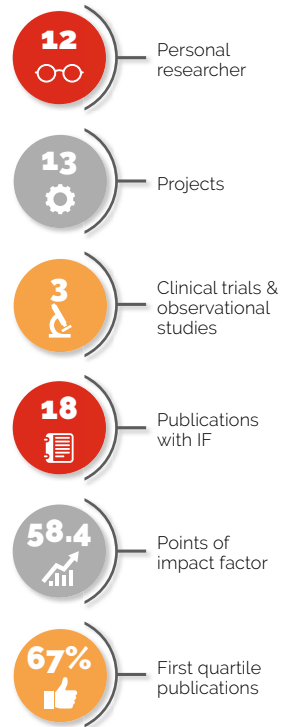 12
Personal
researcher
13
Projects
3
Clinical trials &
observational
studies
18
Publications
with IF
58.4
Points of
impact factor
67%
First quartile
publications